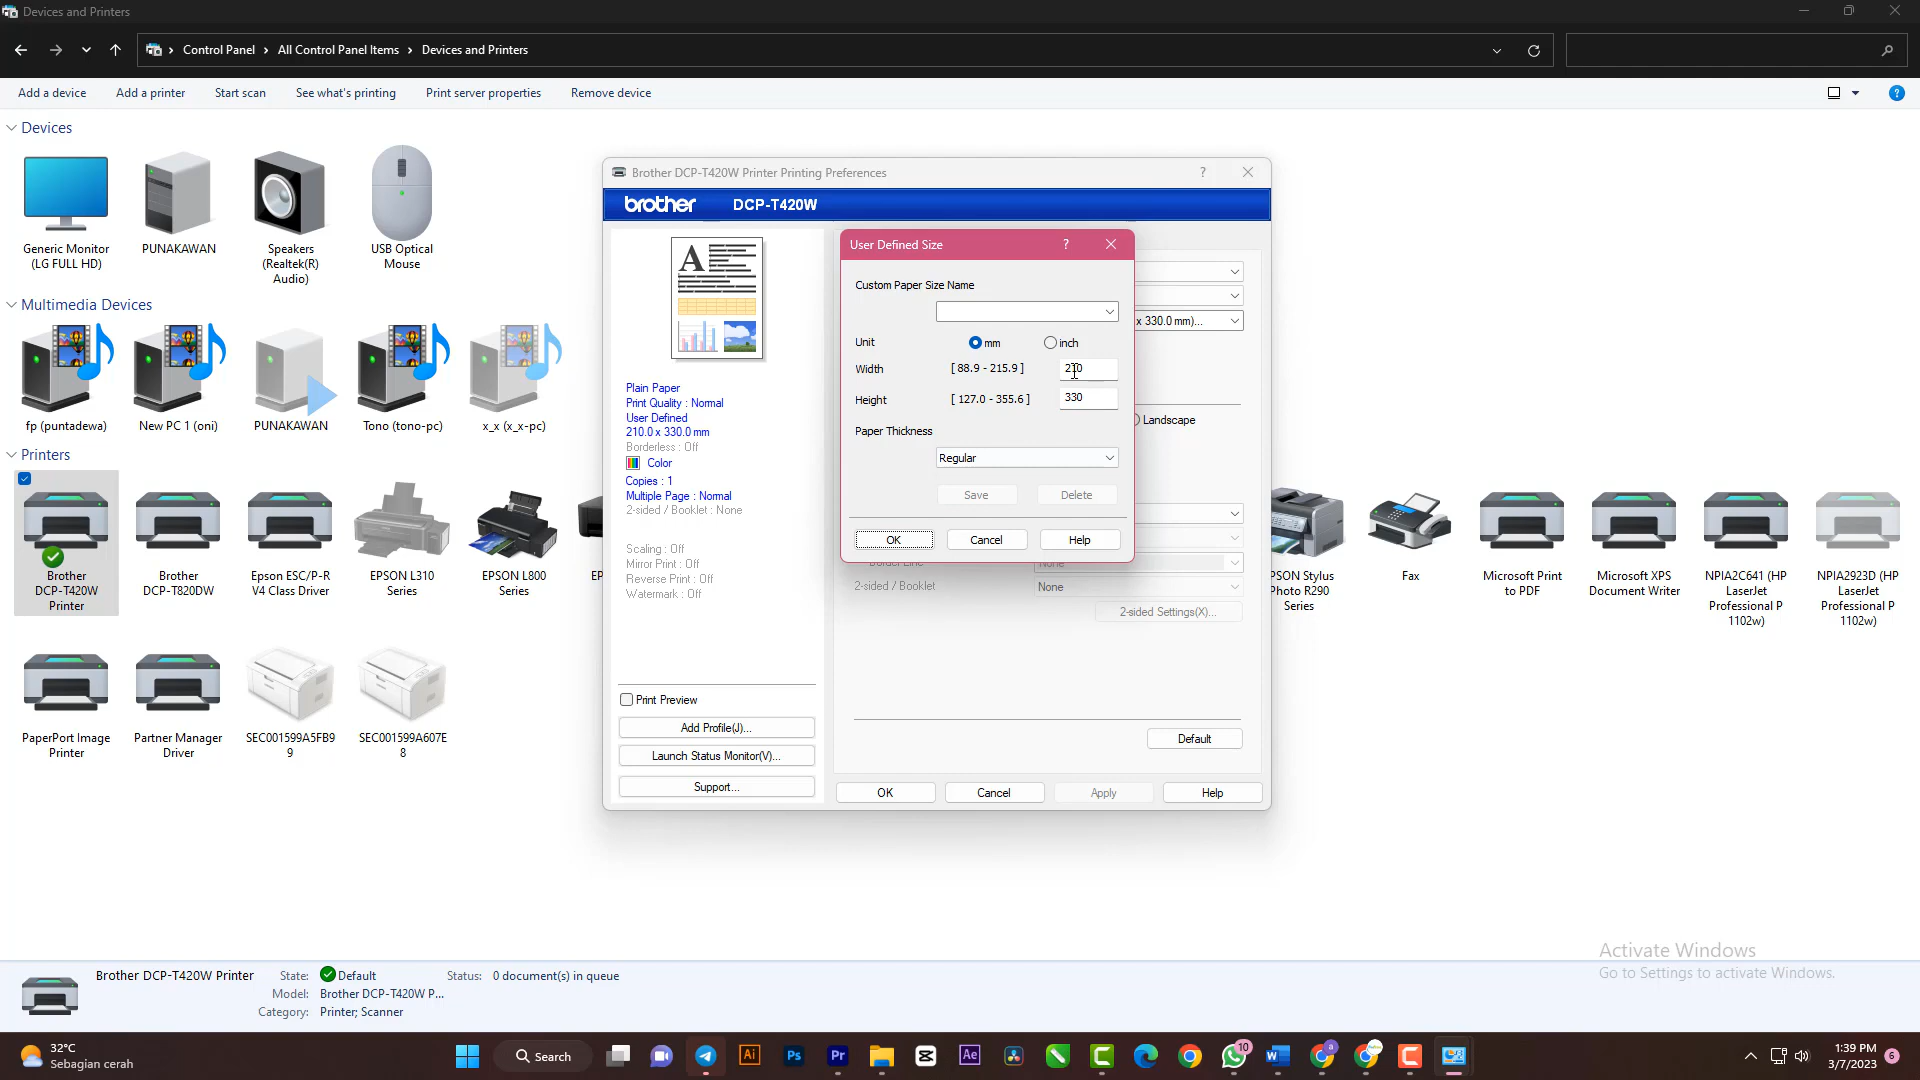 Devices and Printers
Control Panel > All Control Panel Items > Devices and Printers
Add a device Add a printer Start scan See what's printing Print server properties Remove device
Devices
Generic Monitor
(LG FULL HD)
PUNAKAWAN
Speakers
(Realtek(R)
Audio)
USB Optical
Mouse
Multimedia Devices
fp (puntadewa)
New PC 1 (oni)
PUNAKAWAN
Tono (tono-pc)
x_x (x_x-pc)
Printers
Brother
DCP-T420W
Printer
Brother
DCP-T820DW
Epson ESC/P-R
V4 Class Driver
EPSON L310
Series
EPSON L800
Series
EP
PSON Stylus
Photo R290
Series
Fax
Microsoft Print
to PDF
Microsoft XPS
Document Writer
NPIA2C641 (HP
LaserJet
Professional P
1102w)
NPIA2923D (HP
LaserJet
Professional P
1102w)
PaperPort Image
Printer
Partner Manager
Driver
SEC001599A5FB9
9
SEC001599A607E
8
Brother DCP-T420W Printer Printing Preferences
?
brother DCP-T420W
A
Plain Paper
Print Quality : Normal
User Defined
210.0 x 330.0 mm
Borderless : Off
Color
Copies : 1
Multiple Page : Normal
2-sided / Booklet : None
Scaling : Off
Mirror Print : Off
Reverse Print : Off
Watermark : Off
Print Preview
Add Profile(J)...
Launch Status Monitor(V)...
Support...
x 330.0 mm)...
Landscape
Border Line None
2-sided / Booklet None
2-sided Settings(X)...
Default
OK Cancel Apply Help
User Defined Size
?
Custom Paper Size Name
Unit mm inch
Width [ 88.9 - 215.9 ] 210
Height [ 127.0 - 355.6 ] 330
Paper Thickness
Regular
Save Delete
OK Cancel Help
Activate Windows
Go to Settings to activate Windows.
Brother DCP-T420W Printer State: Default Status: 0 document(s) in queue
Model: Brother DCP-T420W P...
Category: Printer; Scanner
32°C
Sebagian cerah
Search
Ai
Ps
Pr
Ae
10
1:39 PM
3/7/2023
6